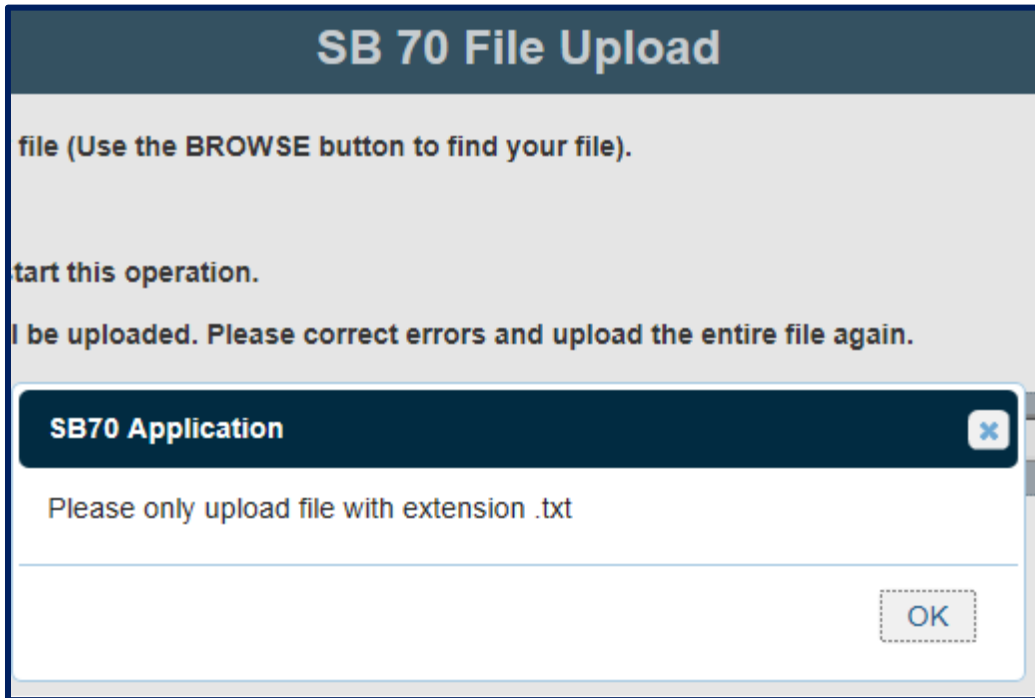 SB 70 File Upload
file (Use the BROWSE button to find your file).
tart this operation.
l be uploaded. Please correct errors and upload the entire file again.
SB70 Application
Please only upload file with extension .txt
OK